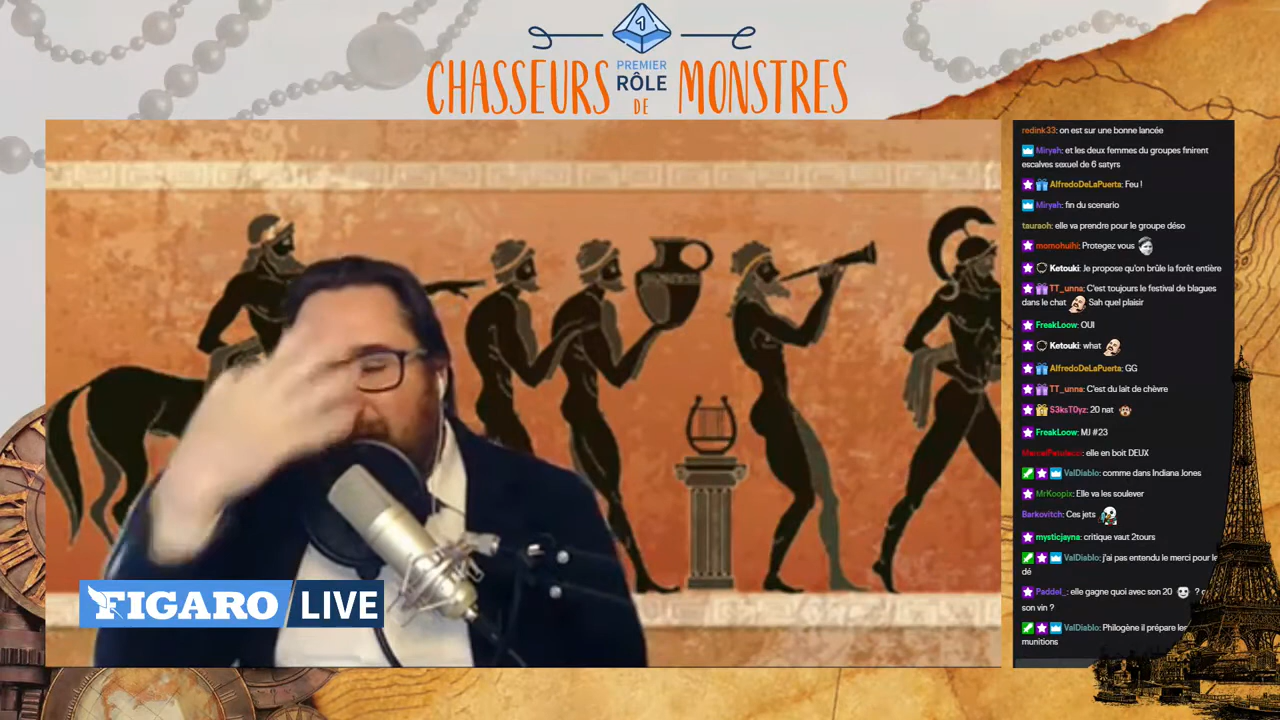 1
PREMIER
CHASSEURS RÔLE MONSTRES
DE
redink33: on est sur une bonne lancée
Miryah: et les deux femmes du groupes finirent
escalves sexuel de 6 satyrs
AlfredoDeLaPuerta: Feu !
Miryah: fin du scenario
tauraoh: elle va prendre pour le groupe déso
momohuihi: Protegez vous
Ketouki: Je propose qu'on brûle la forêt entière
TT_unna: C'est toujours le festival de blagues
dans le chat Sah quel plaisir
FreakLoow: OUI
Ketouki: what
AlfredoDeLaPuerta: GG
TT_unna: C'est du lait de chèvre
S3ksT0yz: 20 nat
FreakLoow: MJ #23
elle en boit DEUX
ValDiablo: comme dans Indiana Jones
MrKoopix: Elle va les soulever
Barkovitch: Ces jets
mysticjayna: critique vaut 2tours
ValDiablo: j'ai pas entendu le merci pour le
dé
Paddel_: elle gagne quoi avec son 20 ?
son vin ?
ValDiablo: Philogène il prépare les
munitions
FIGARO LIVE